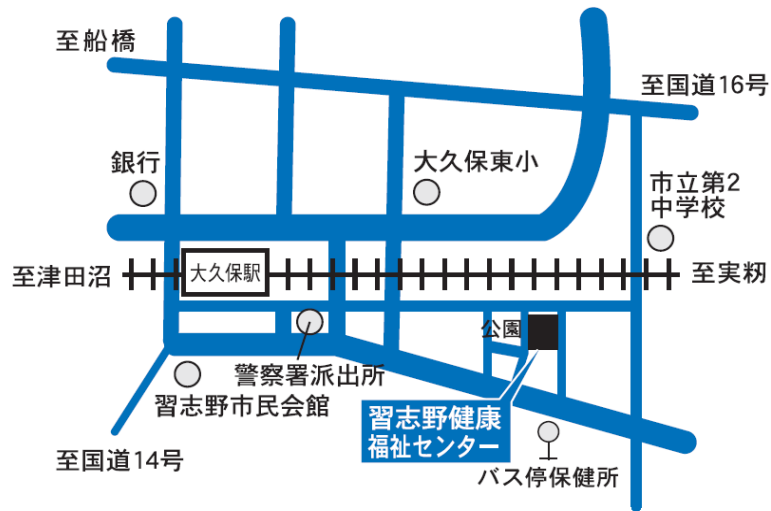 至船橋
至国道16号
銀行
大久保東小
市立第2
中学校
至津田沼
大久保駅
至実籾
公園
警察署派出所
習志野市民会館
習志野健康
福祉センター
至国道14号
バス停保健所